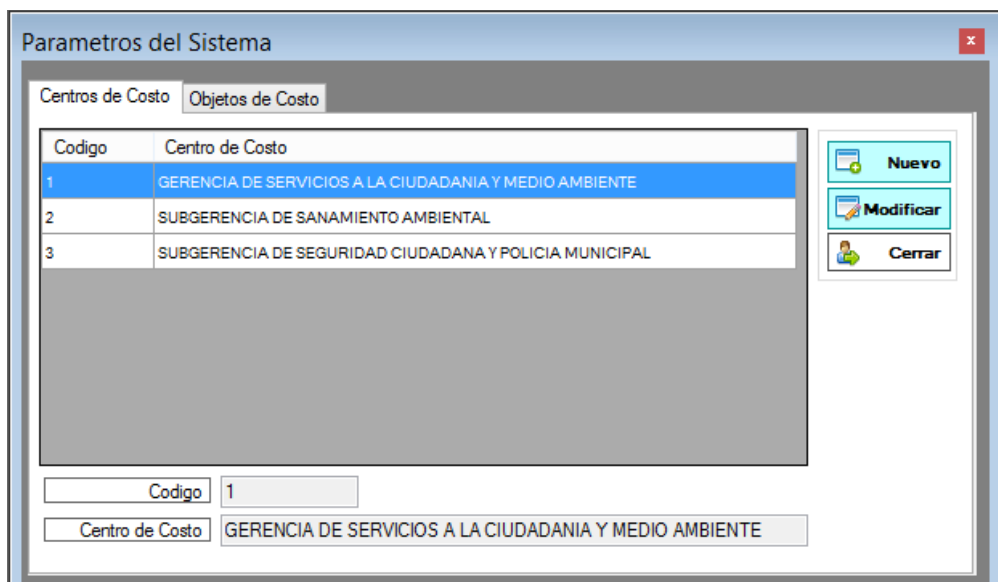 Parametros del Sistema
x
Centros de Costo Objetos de Costo
Codigo Centro de Costo
1 GERENCIA DE SERVICIOS A LA CIUDADANIA Y MEDIO AMBIENTE
2 SUBGERENCIA DE SANAMIENTO AMBIENTAL
3 SUBGERENCIA DE SEGURIDAD CIUDADANA Y POLICIA MUNICIPAL
Nuevo
Modificar
Cerrar
Codigo 1
Centro de Costo GERENCIA DE SERVICIOS A LA CIUDADANIA Y MEDIO AMBIENTE